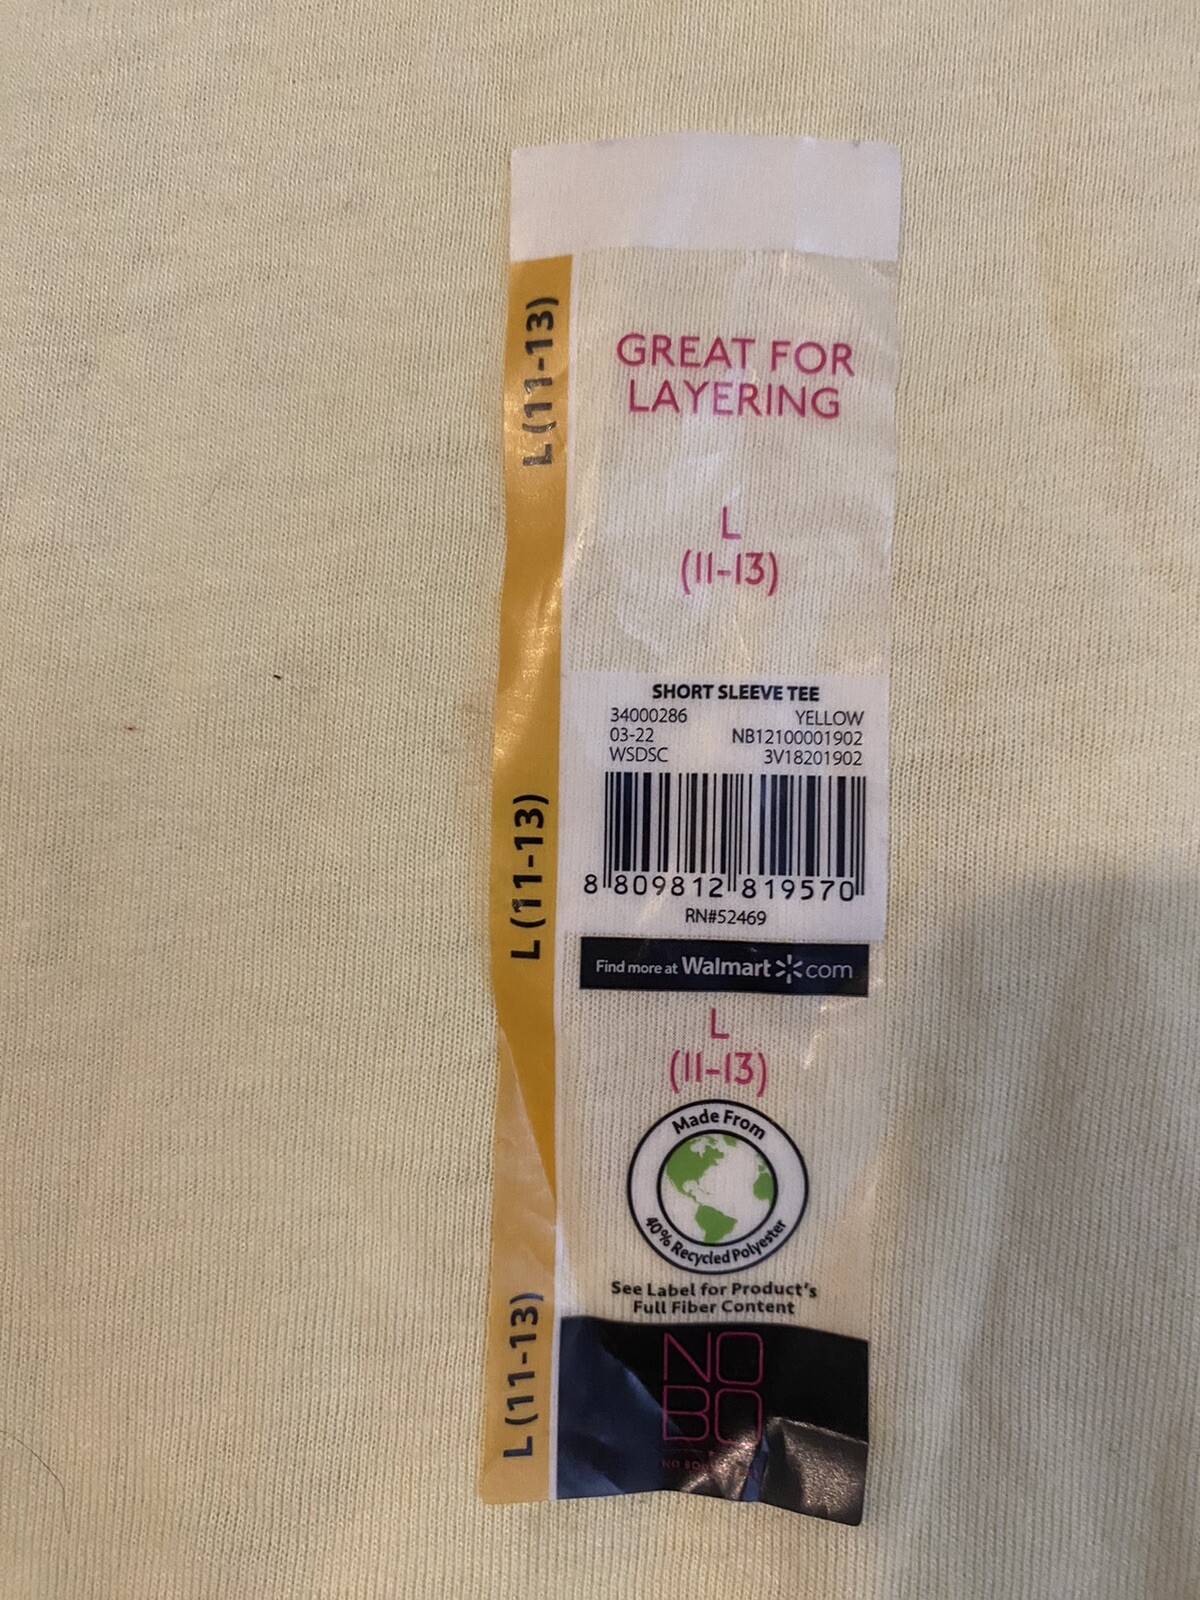 L (11-13)
GREAT FOR
LAYERING
L
(11-13)
SHORT SLEEVE TEE
34000286 YELLOW
03-22 NB12100001902
WSDSC 3V18201902
8 809812 819570
RN#52469
L (11-13)
Find more at Walmart com
L
(11-13)
Made From
40% Recycled Polyester
See Label for Product's
Full Fiber Content
L (11-13)
NO
BO
NO